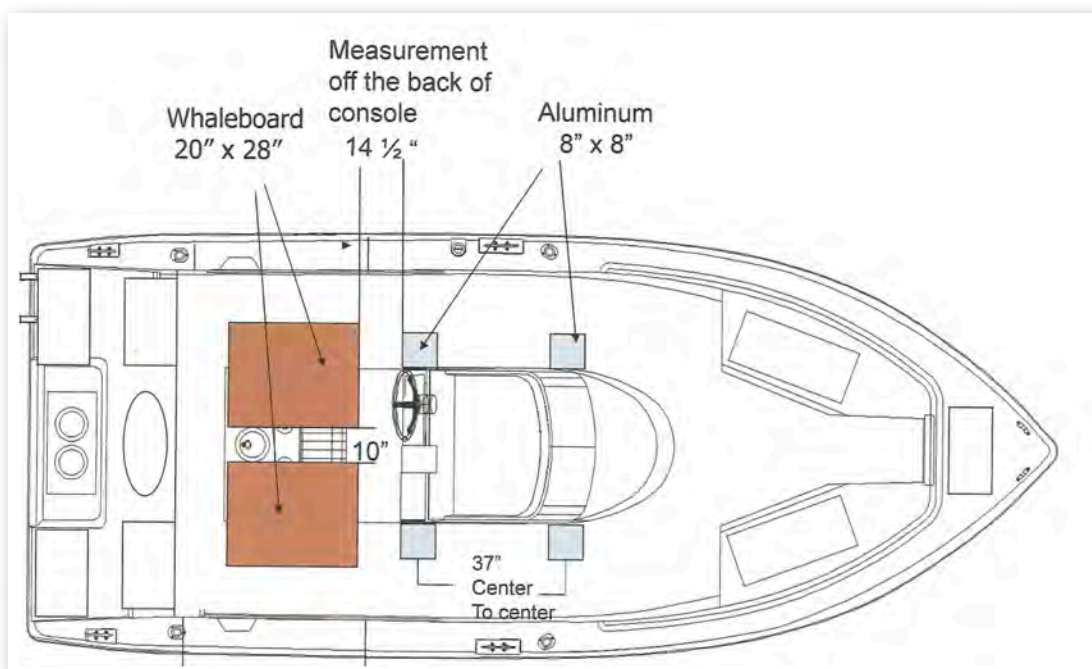 Measurement
off the back of
console
14 ½ “
Whaleboard
20” x 28”
Aluminum
8” x 8”
10”
37”
Center
To center